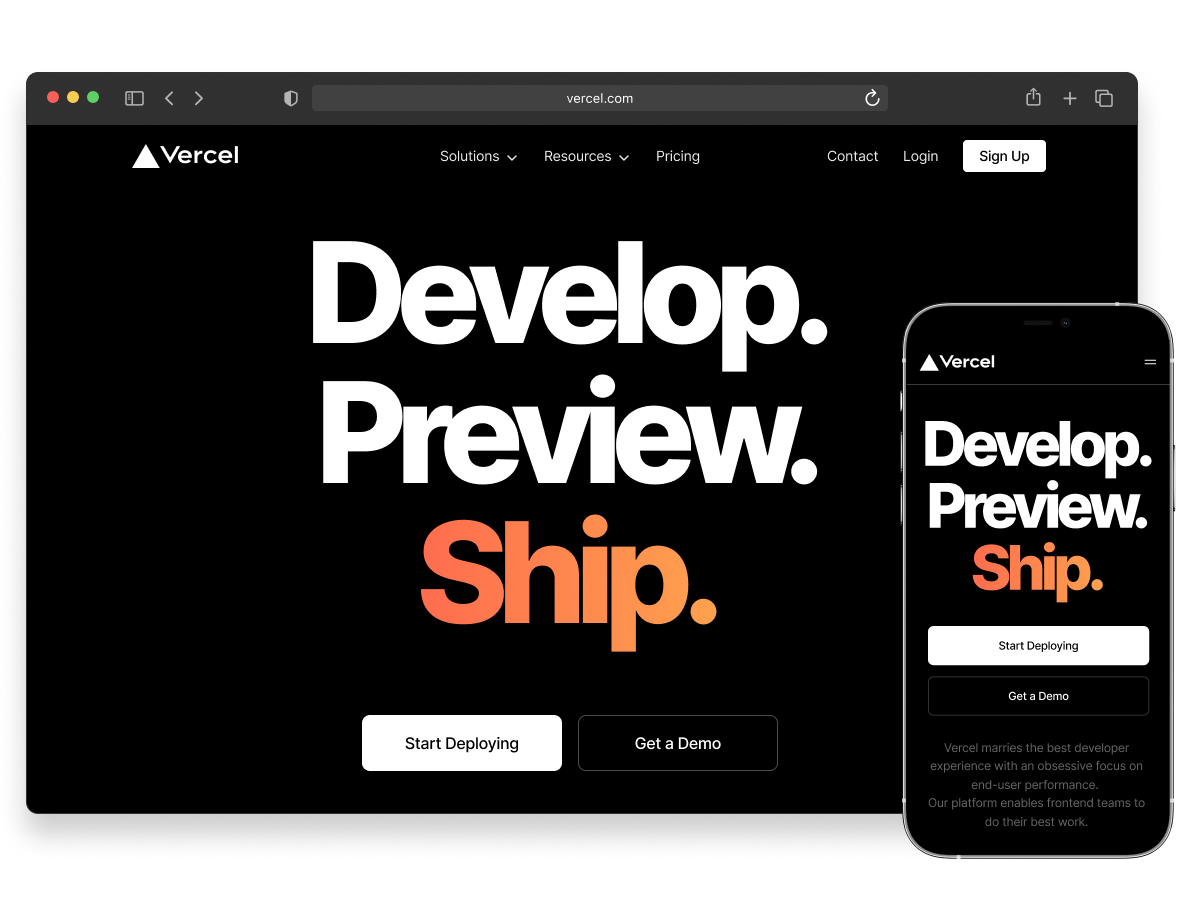 vercel.com
Vercel
Solutions Resources Pricing Contact Login Sign Up
Develop.
Preview.
Ship.
Start Deploying Get a Demo
Vercel
Develop.
Preview.
Ship.
Start Deploying
Get a Demo
Vercel marries the best developer
experience with an obsessive focus on
end-user performance.
Our platform enables frontend teams to
do their best work.